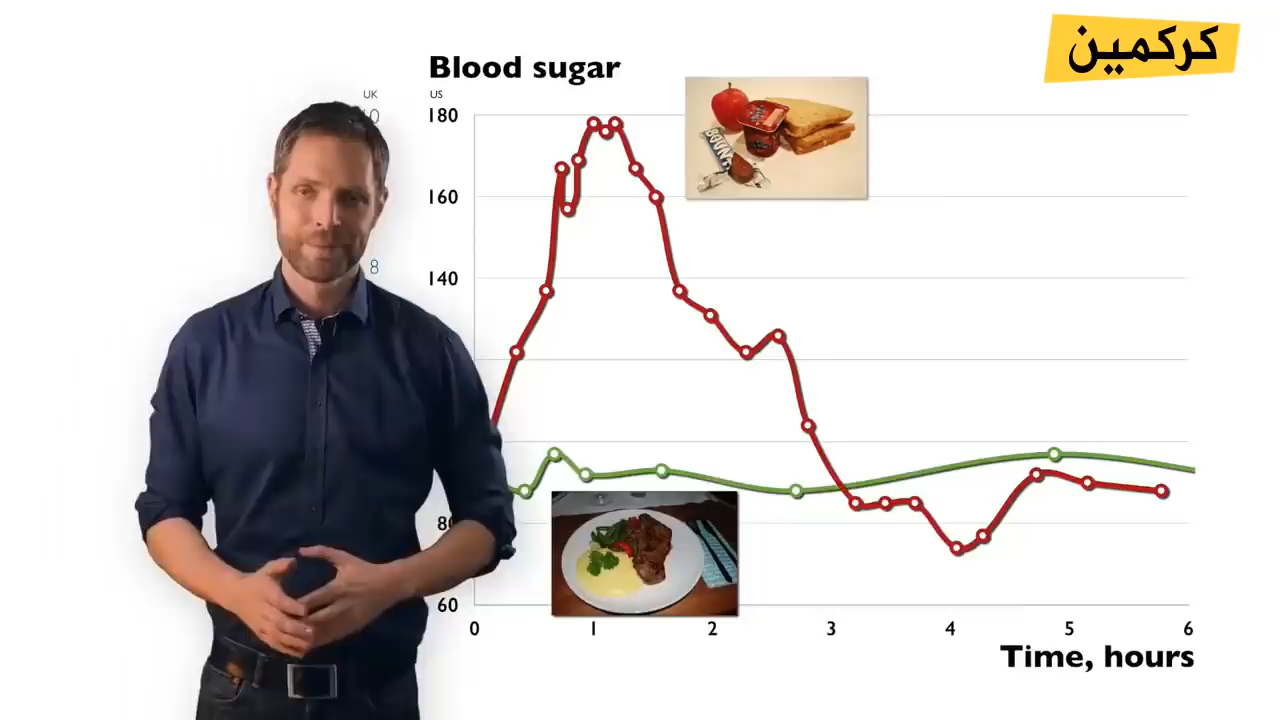 كركمين
Blood sugar
UK
US
180
160
8
140
80
60
0
1
2
3
4
5
6
Time, hours
BOUN